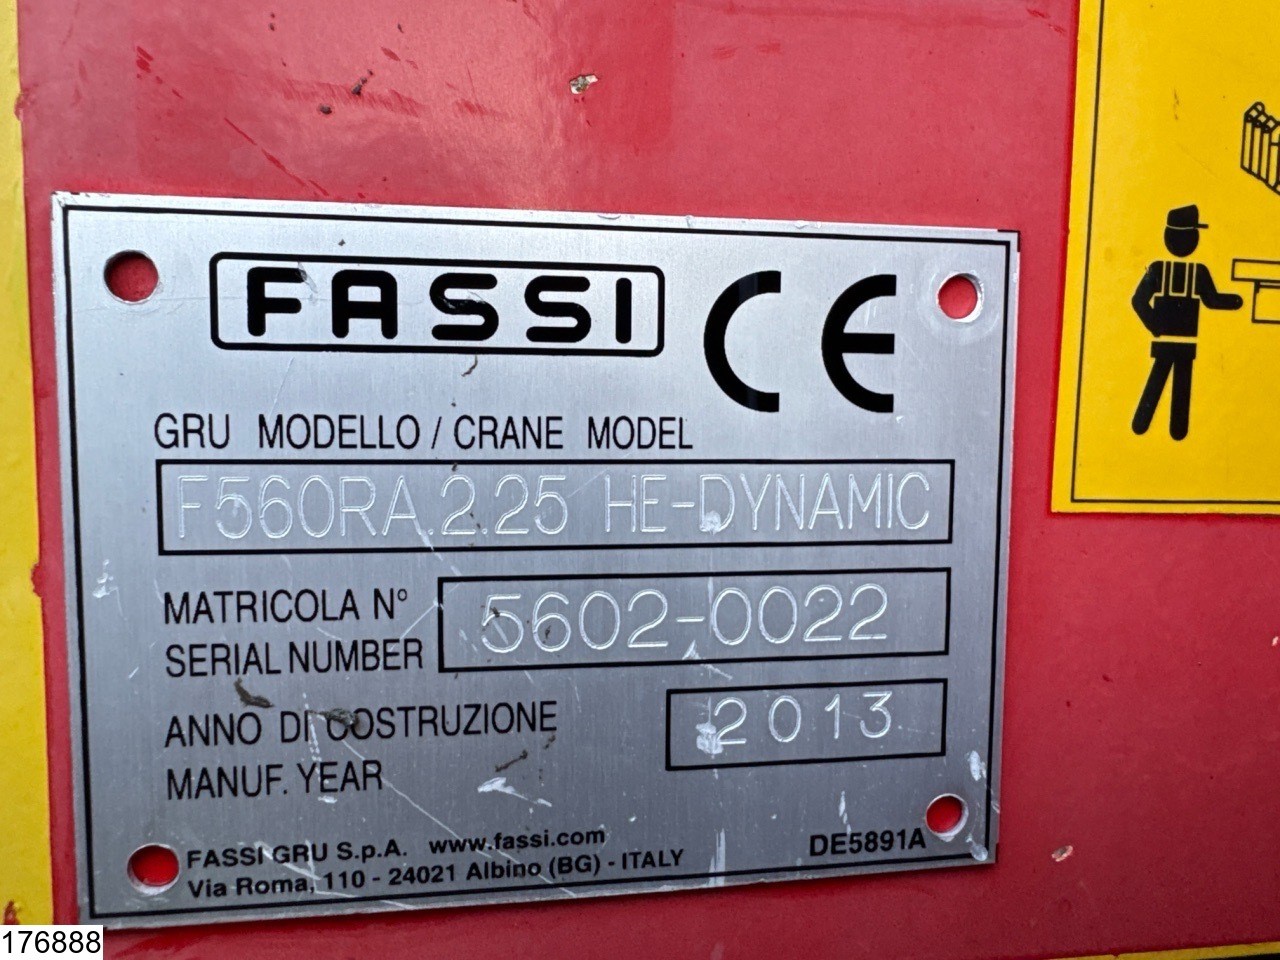 FASSI CE
GRU MODELLO / CRANE MODEL
F560RA.2.25 HE-DYNAMIC
MATRICOLA N° 5602-0022
SERIAL NUMBER
ANNO DI COSTRUZIONE 2013
MANUF. YEAR
FASSI GRU S.p.A. www.fassi.com
Via Roma, 110 - 24021 Albino (BG) - ITALY
DE5891A
176888